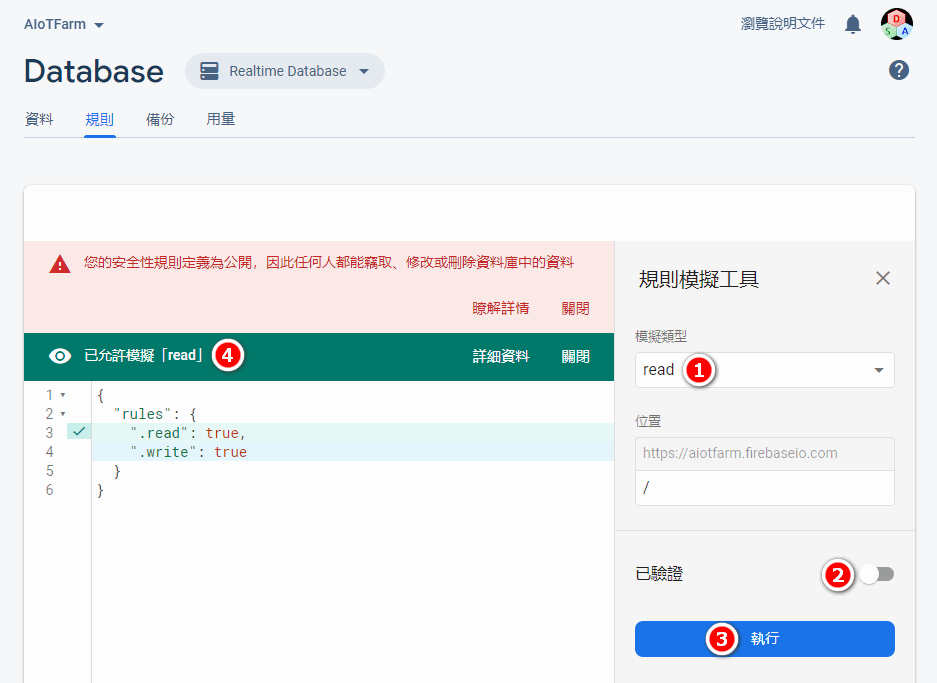 AIoTFarm
瀏覽說明文件
D
S
A
Database
Realtime Database
?
資料
規則
備份
用量
您的安全性規則定義為公開，因此任何人都能竊取、修改或刪除資料庫中的資料
瞭解詳情
關閉
已允許模擬「read」
4
詳細資料
關閉
1 {
2 "rules": {
3 ".read": true,
4 ".write": true
5 }
6 }
規則模擬工具
模擬類型
read
1
位置
https://aiotfarm.firebaseio.com
/
已驗證
2
3
執行